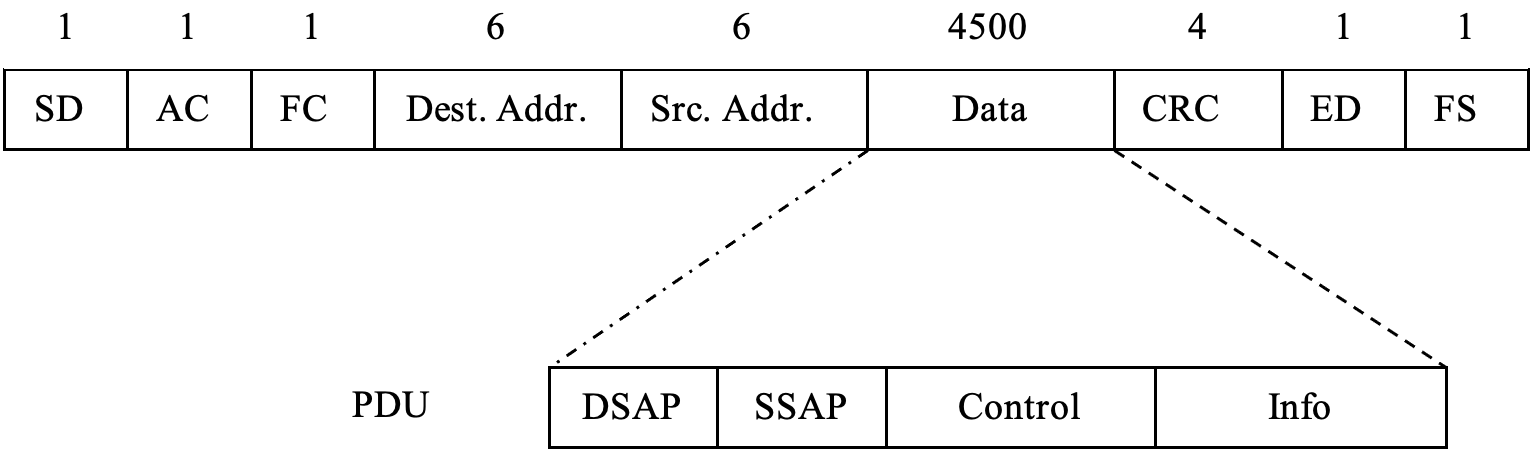 1 1 1 6 6 4500 4 1 1
SD AC FC Dest. Addr. Src. Addr. Data CRC ED FS
PDU DSAP SSAP Control Info